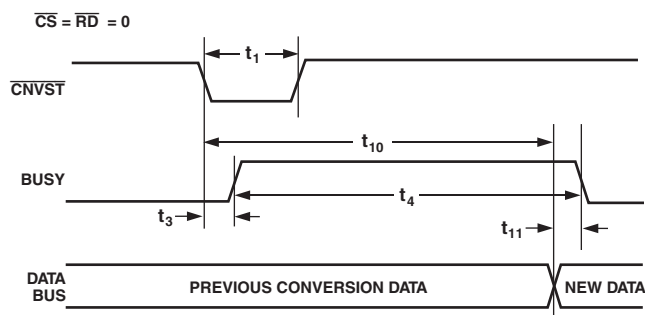 CS = RD = 0
t1
CNVST
t10
BUSY
t4
t3
t11
DATA
BUS
PREVIOUS CONVERSION DATA
NEW DATA